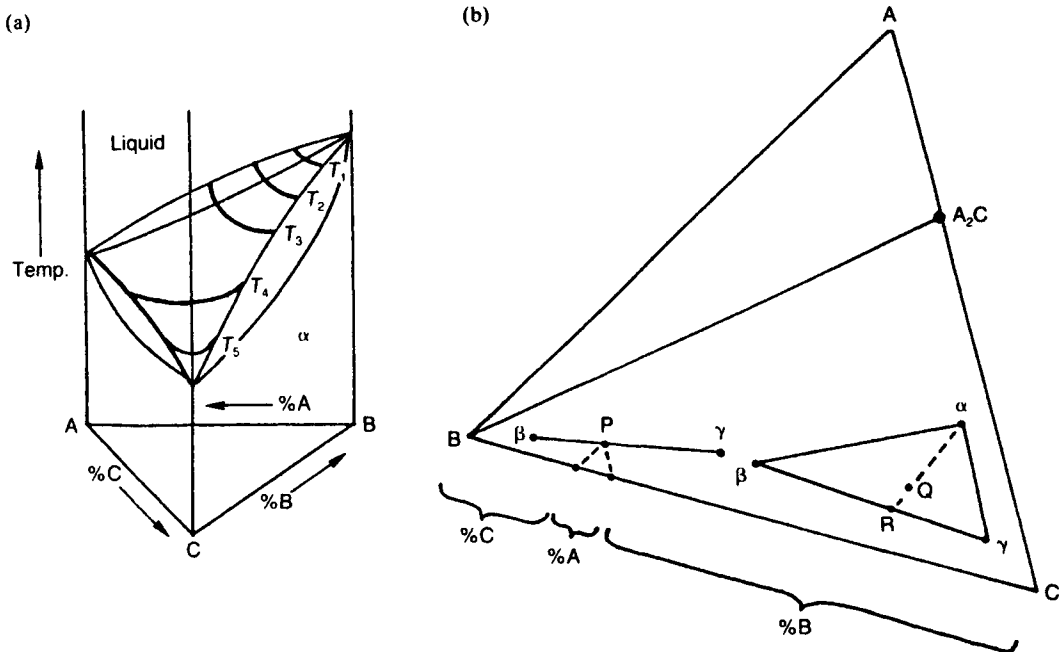 (a)
Liquid
Temp.
T₁
T₂
T₃
T₄
T₅
α
%A
A
B
%C
%B
C
(b)
A
A₂C
B
β
P
γ
α
β
Q
R
γ
C
%C
%A
%B